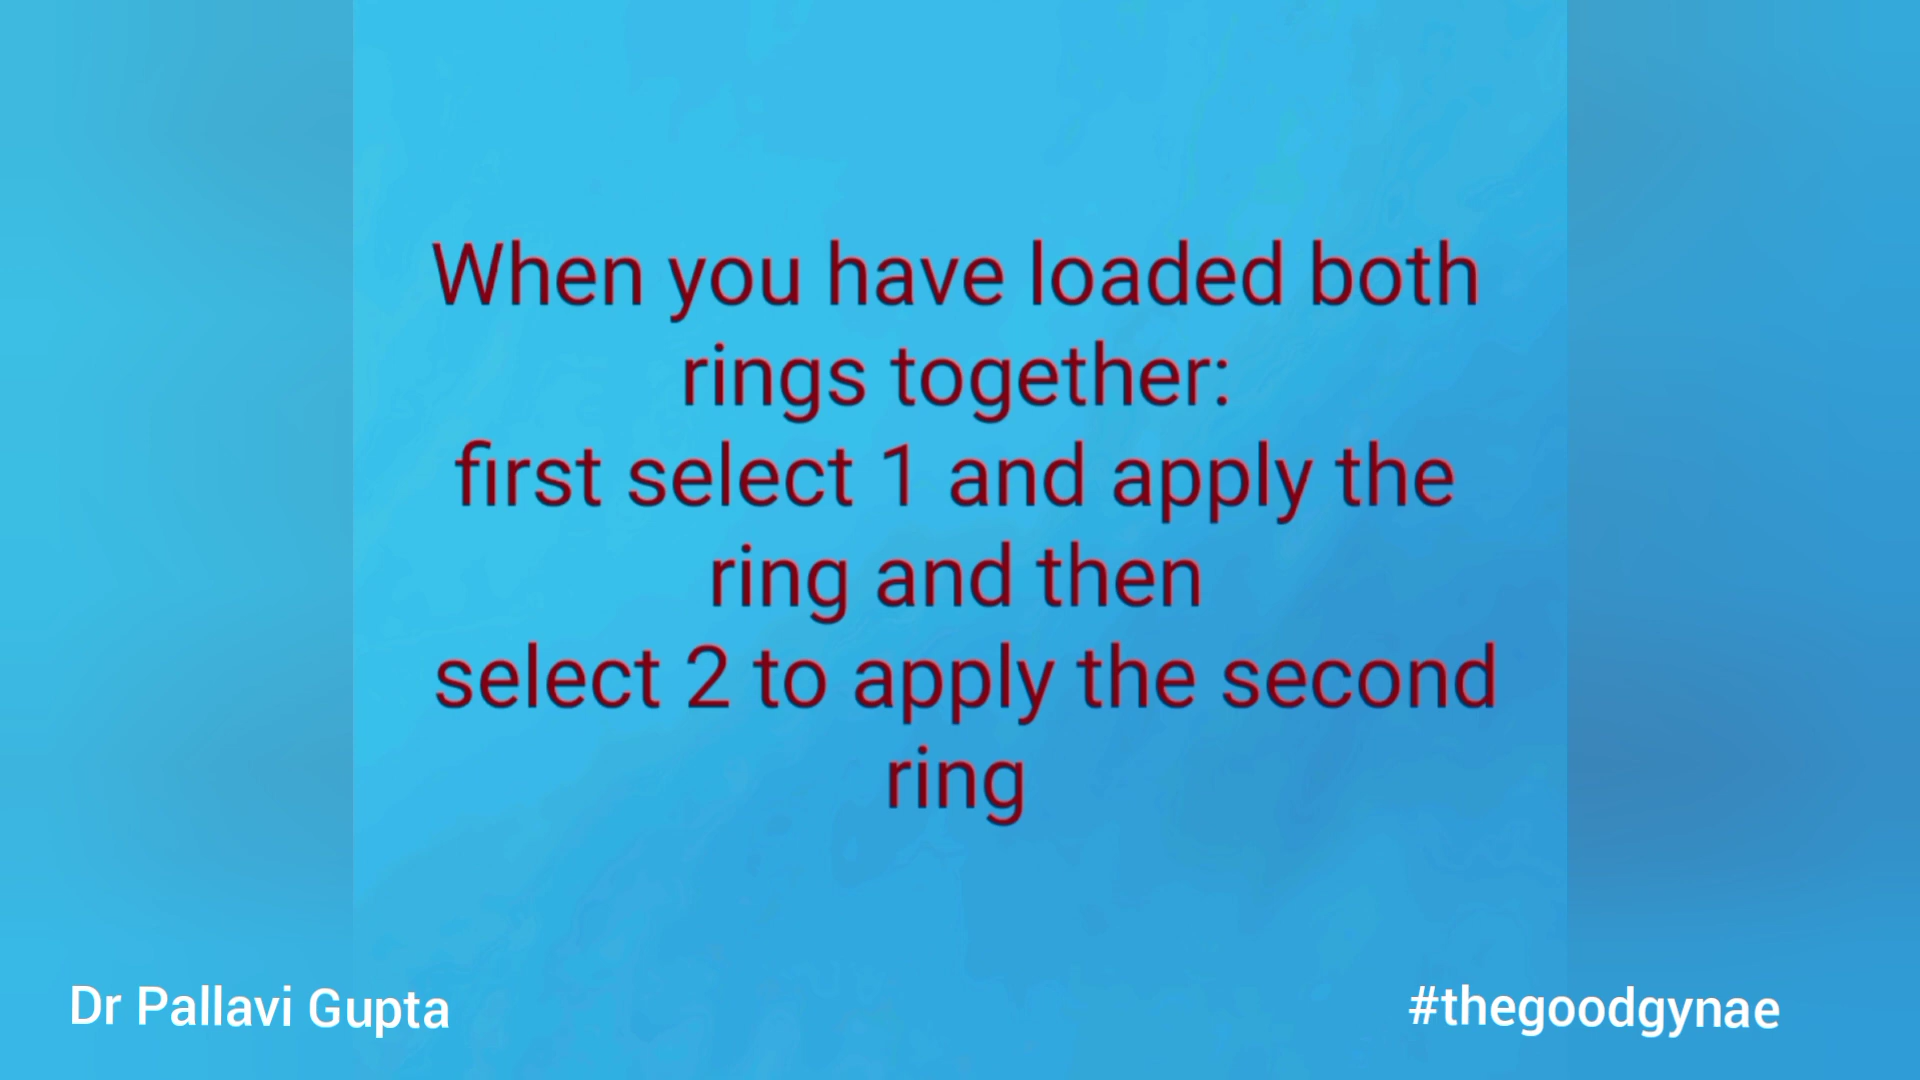 When you have loaded both
rings together:
first select 1 and apply the
ring and then
select 2 to apply the second
ring
Dr Pallavi Gupta
#thegoodgynae